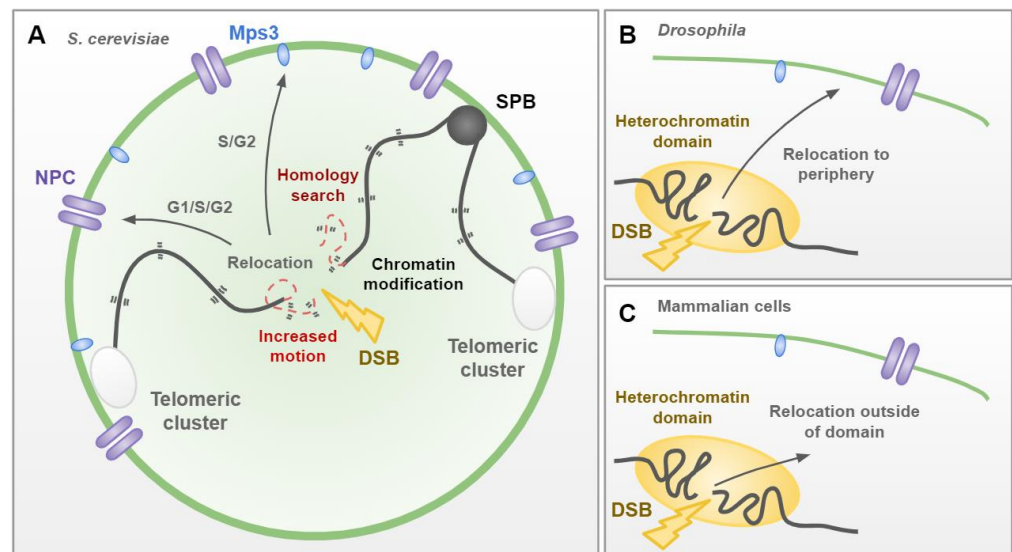 A
S. cerevisiae
Mps3
SPB
S/G2
Homology
search
NPC
G1/S/G2
Relocation
Chromatin
modification
Increased
motion
DSB
Telomeric
cluster
Telomeric
cluster
B
Drosophila
Heterochromatin
domain
Relocation to
periphery
DSB
C
Mammalian cells
Heterochromatin
domain
Relocation outside
of domain
DSB